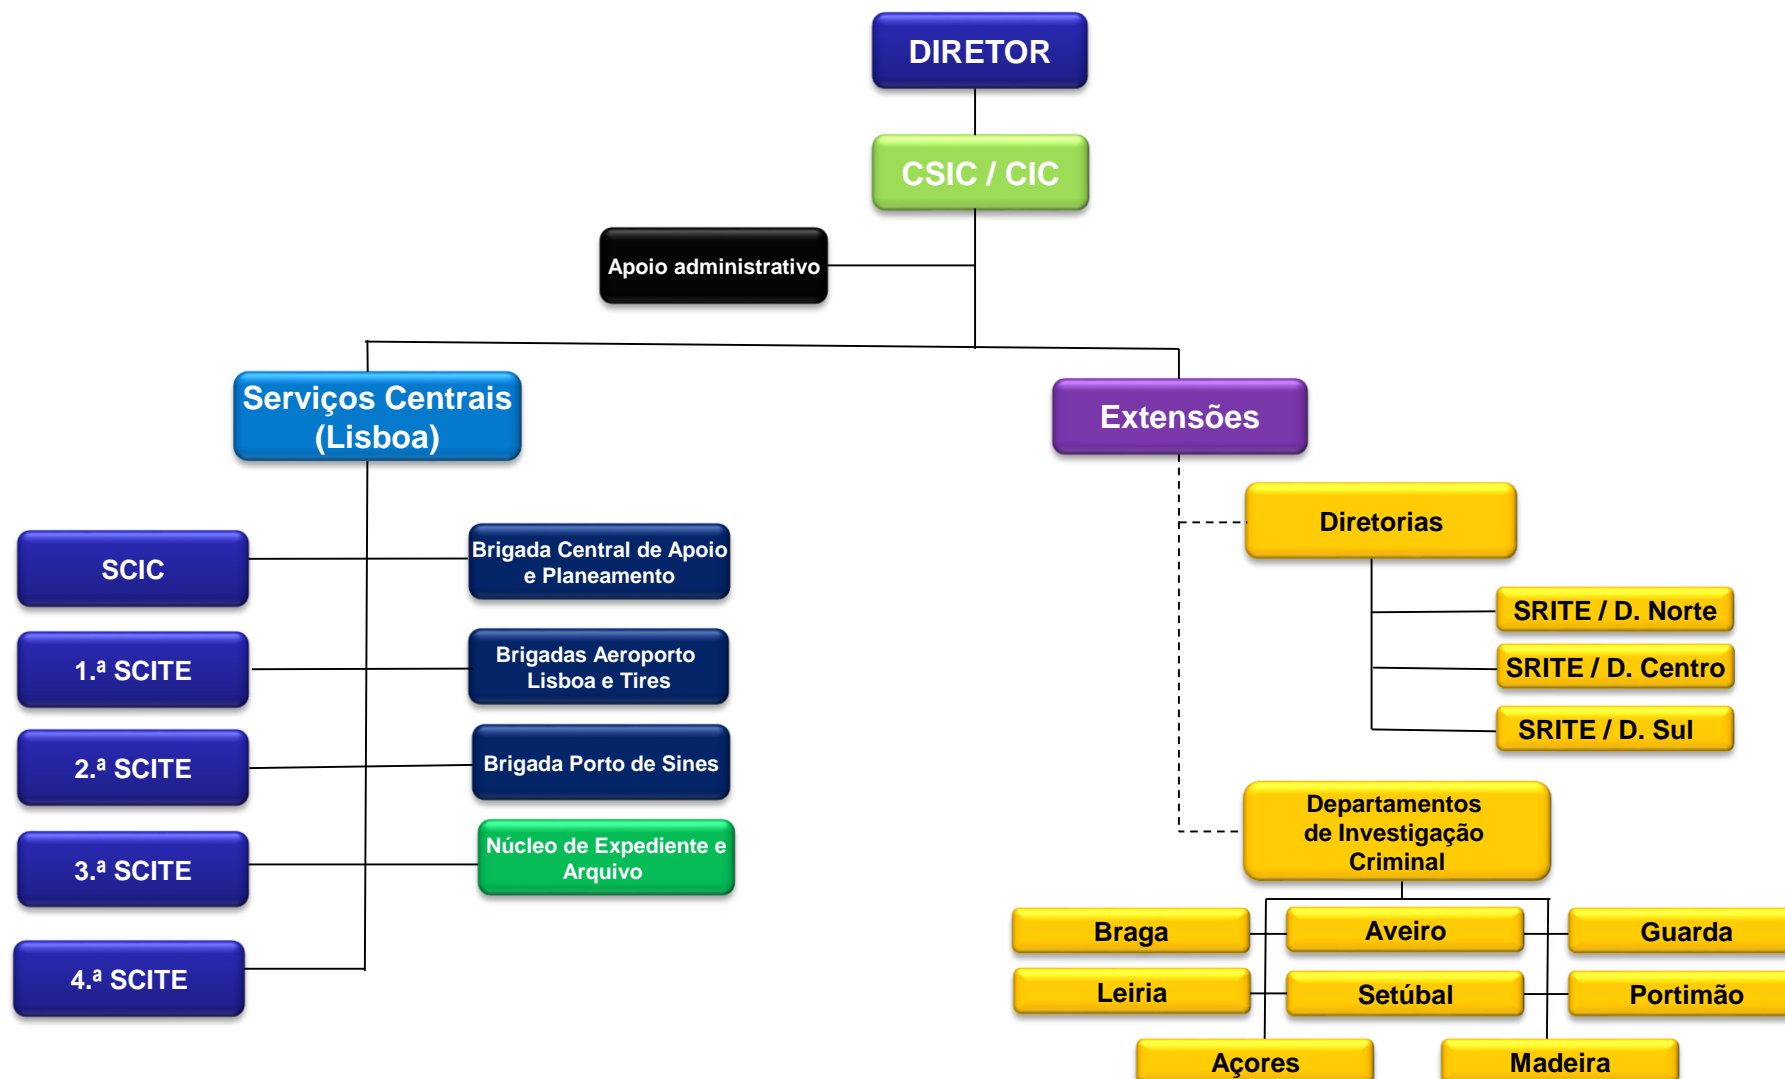 DIRETOR
CSIC / CIC
Apoio administrativo
Serviços Centrais
(Lisboa)
Extensões
SCIC
Brigada Central de Apoio
e Planeamento
1.ª SCITE
Brigadas Aeroporto
Lisboa e Tires
2.ª SCITE
Brigada Porto de Sines
3.ª SCITE
Núcleo de Expediente e
Arquivo
4.ª SCITE
Diretorias
SRITE / D. Norte
SRITE / D. Centro
SRITE / D. Sul
Departamentos
de Investigação
Criminal
Braga
Aveiro
Guarda
Leiria
Setúbal
Portimão
Açores
Madeira